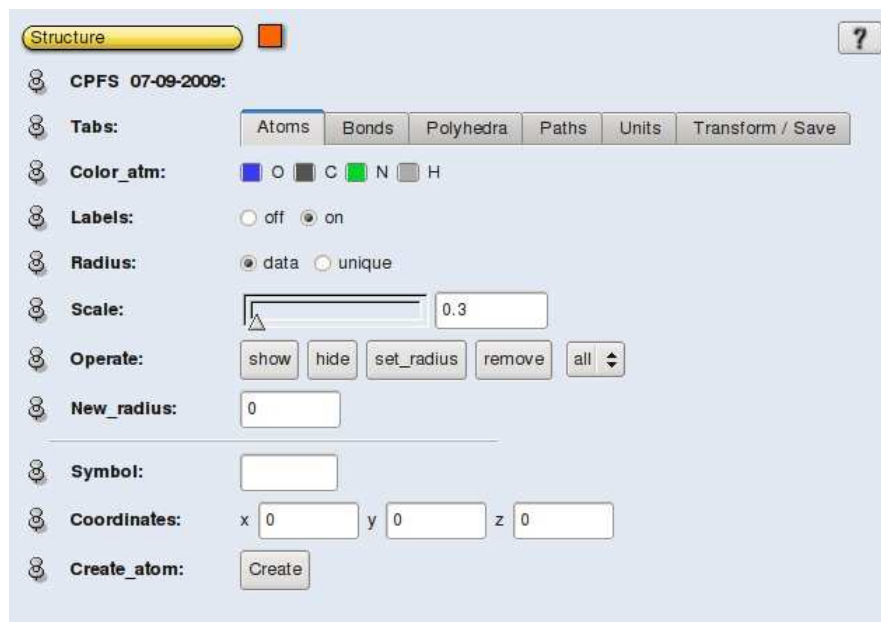 Structure ?
CPFS 07-09-2009:
Tabs: Atoms Bonds Polyhedra Paths Units Transform / Save
Color_atm: O C N H
Labels: off on
Radius: data unique
Scale: 0.3
Operate: show hide set_radius remove all
New_radius: 0
Symbol:
Coordinates: x 0 y 0 z 0
Create_atom: Create